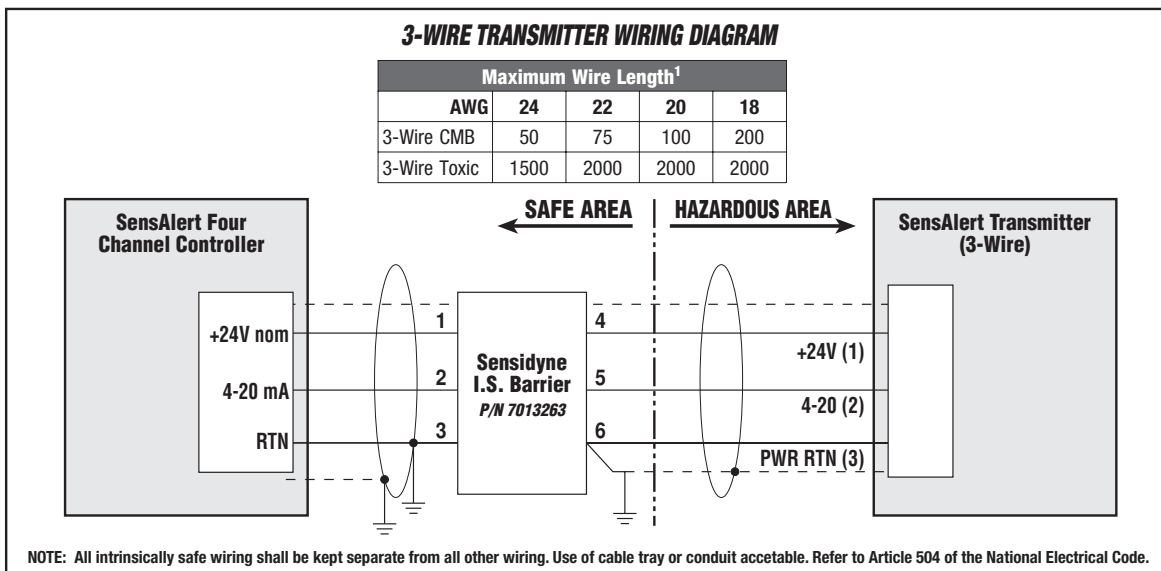 3-WIRE TRANSMITTER WIRING DIAGRAM
Maximum Wire Length1
AWG 24 22 20 18
3-Wire CMB 50 75 100 200
3-Wire Toxic 1500 2000 2000 2000
SAFE AREA HAZARDOUS AREA
SensAlert Four
Channel Controller
SensAlert Transmitter
(3-Wire)
+24V nom
4-20 mA
RTN
1
2
3
Sensidyne
I.S. Barrier
P/N 7013263
4
5
6
+24V (1)
4-20 (2)
PWR RTN (3)
NOTE: All intrinsically safe wiring shall be kept separate from all other wiring. Use of cable tray or conduit accetable. Refer to Article 504 of the National Electrical Code.